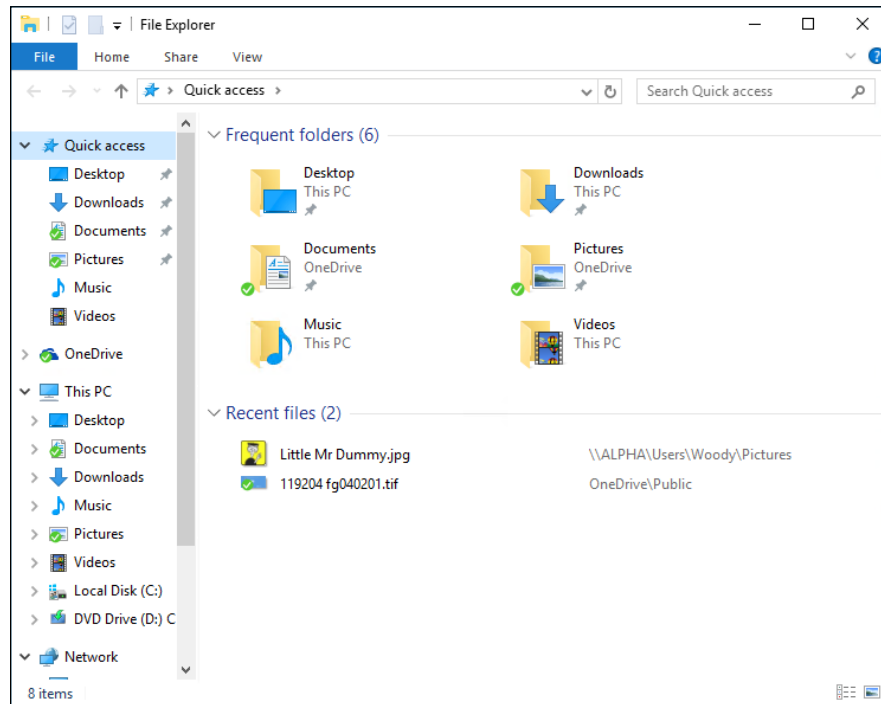 File Explorer
File Home Share View
Quick access
Search Quick access
Quick access
Desktop
Downloads
Documents
Pictures
Music
Videos
OneDrive
This PC
Desktop
Documents
Downloads
Music
Pictures
Videos
Local Disk (C:)
DVD Drive (D:) C
Network
Frequent folders (6)
Desktop
This PC
Downloads
This PC
Documents
OneDrive
Pictures
OneDrive
Music
This PC
Videos
This PC
Recent files (2)
Little Mr Dummy.jpg \\ALPHA\Users\Woody\Pictures
119204 fg040201.tif OneDrive\Public
8 items